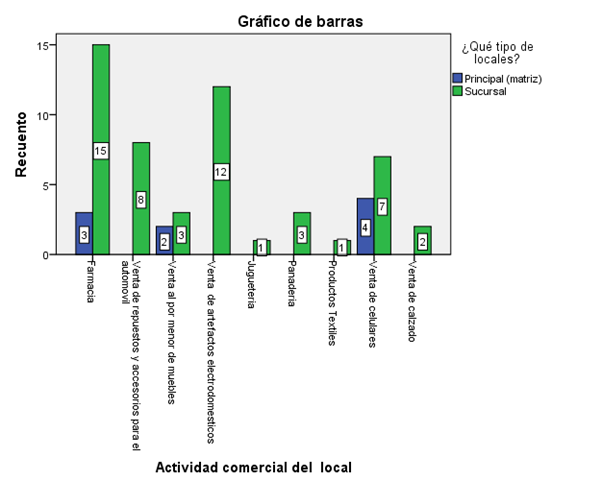 Gráfico de barras
¿Qué tipo de
locales?
Principal (matriz)
Sucursal
Recuento
15
10
5
0
3
15
8
2
3
12
1
3
1
4
7
2
Farmacia
Venta de repuestos y accesorios para el
automovil
Venta al por menor de muebles
Venta de artefactos electrodomesticos
Jugueteria
Panaderia
Productos Textiles
Venta de celulares
Venta de calzado
Actividad comercial del local